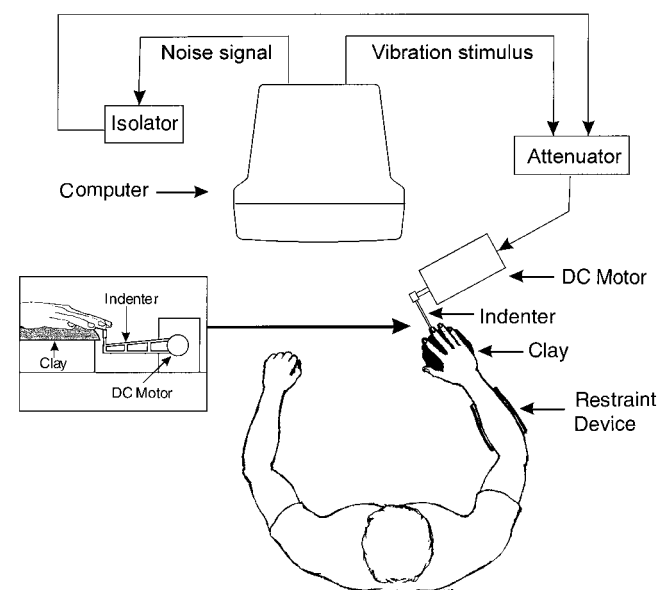 Noise signal
Vibration stimulus
Isolator
Attenuator
Computer
DC Motor
Indenter
Indenter
Clay
Clay
DC Motor
Restraint
Device